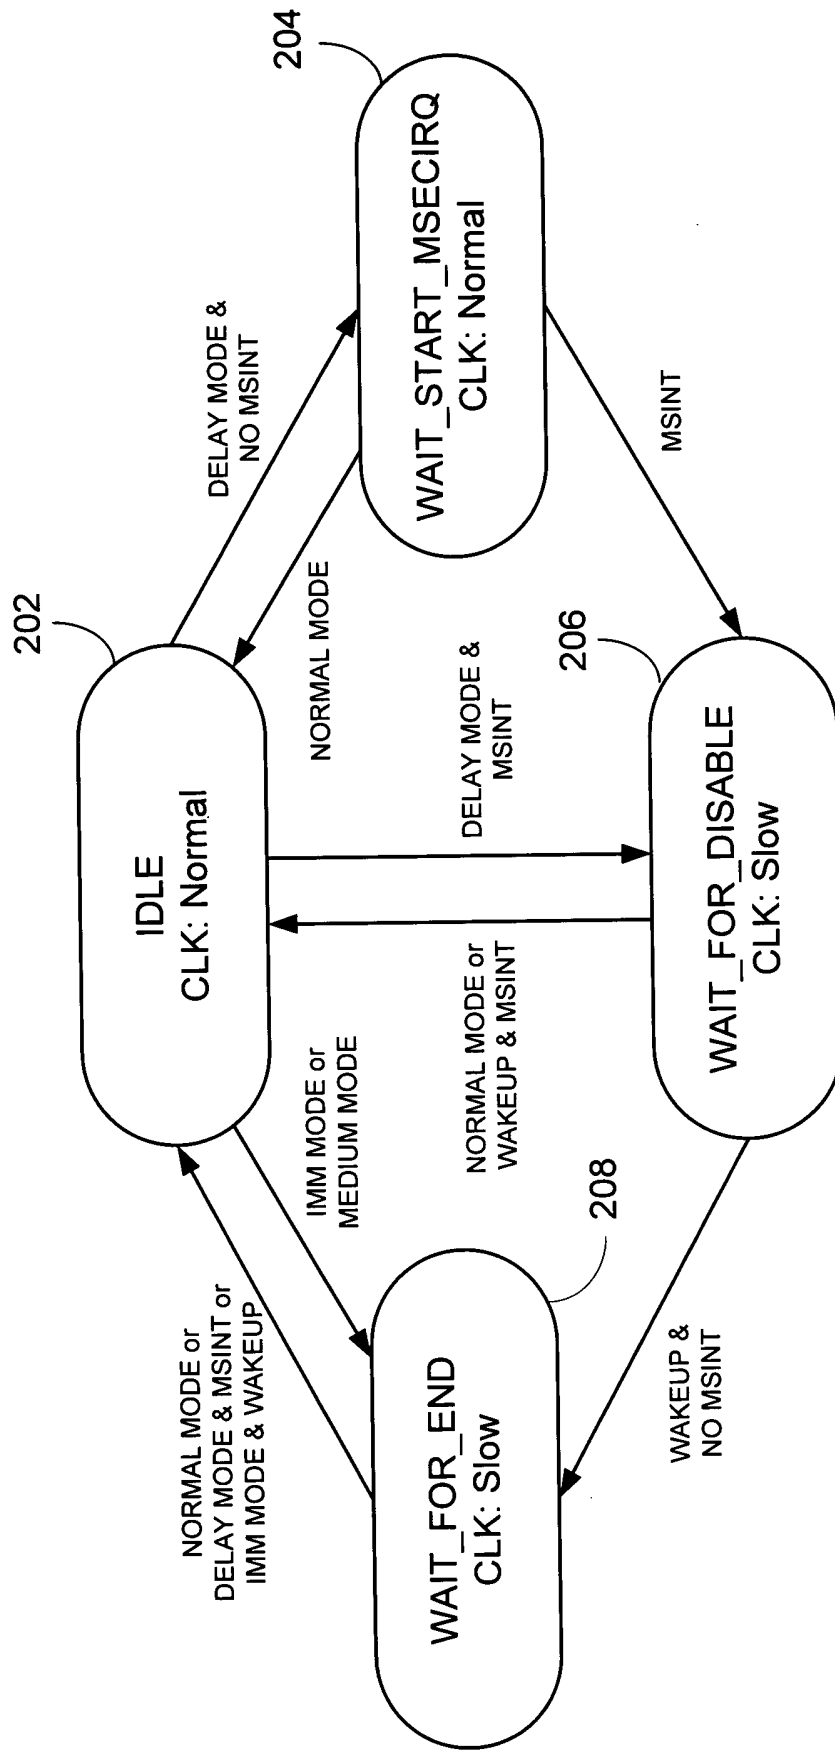 202
IDLE
CLK: Normal
DELAY MODE &
NO MSINT
204
WAIT_START_MSECIRQ
CLK: Normal
NORMAL MODE
MSINT
NORMAL MODE or
DELAY MODE & MSINT or
IMM MODE & WAKEUP
IMM MODE or
MEDIUM MODE
NORMAL MODE or
WAKEUP & MSINT
DELAY MODE &
MSINT
208
WAIT_FOR_END
CLK: Slow
WAKEUP &
NO MSINT
206
WAIT_FOR_DISABLE
CLK: Slow